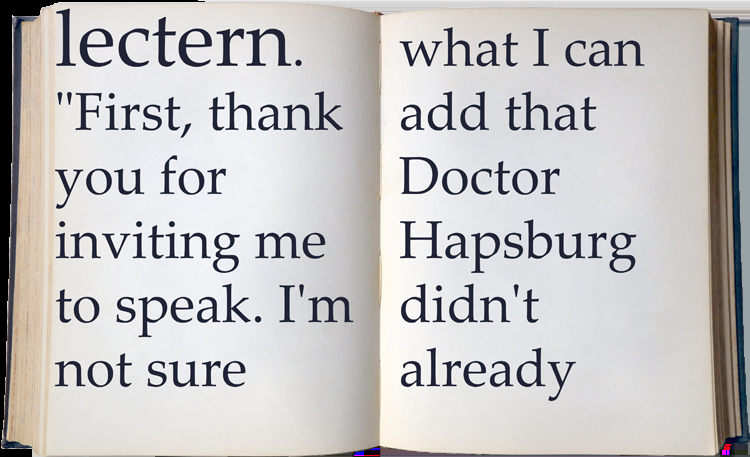 lectern.
"First, thank
you for
inviting me
to speak. I'm
not sure
what I can
add that
Doctor
Hapsburg
didn't
already